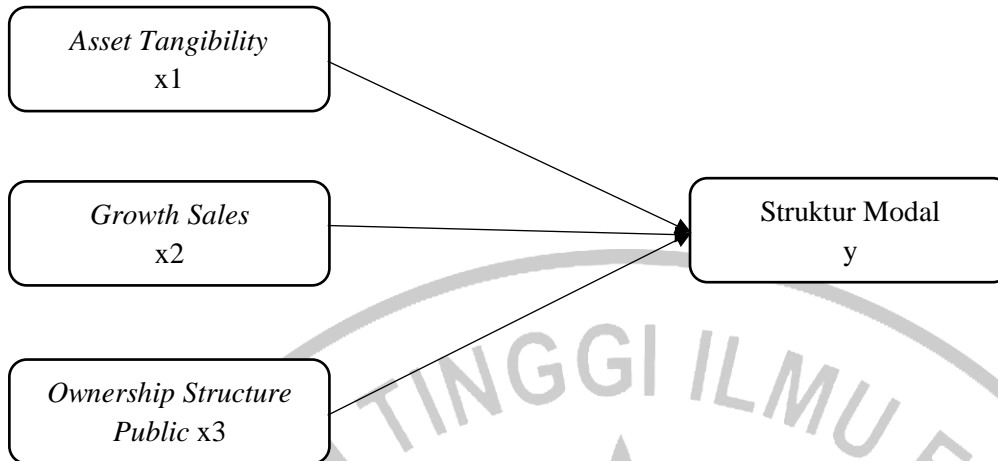 Asset Tangibility
x1
Growth Sales
x2
Struktur Modal
y
Ownership Structure
Public x3
TINGGI ILMU